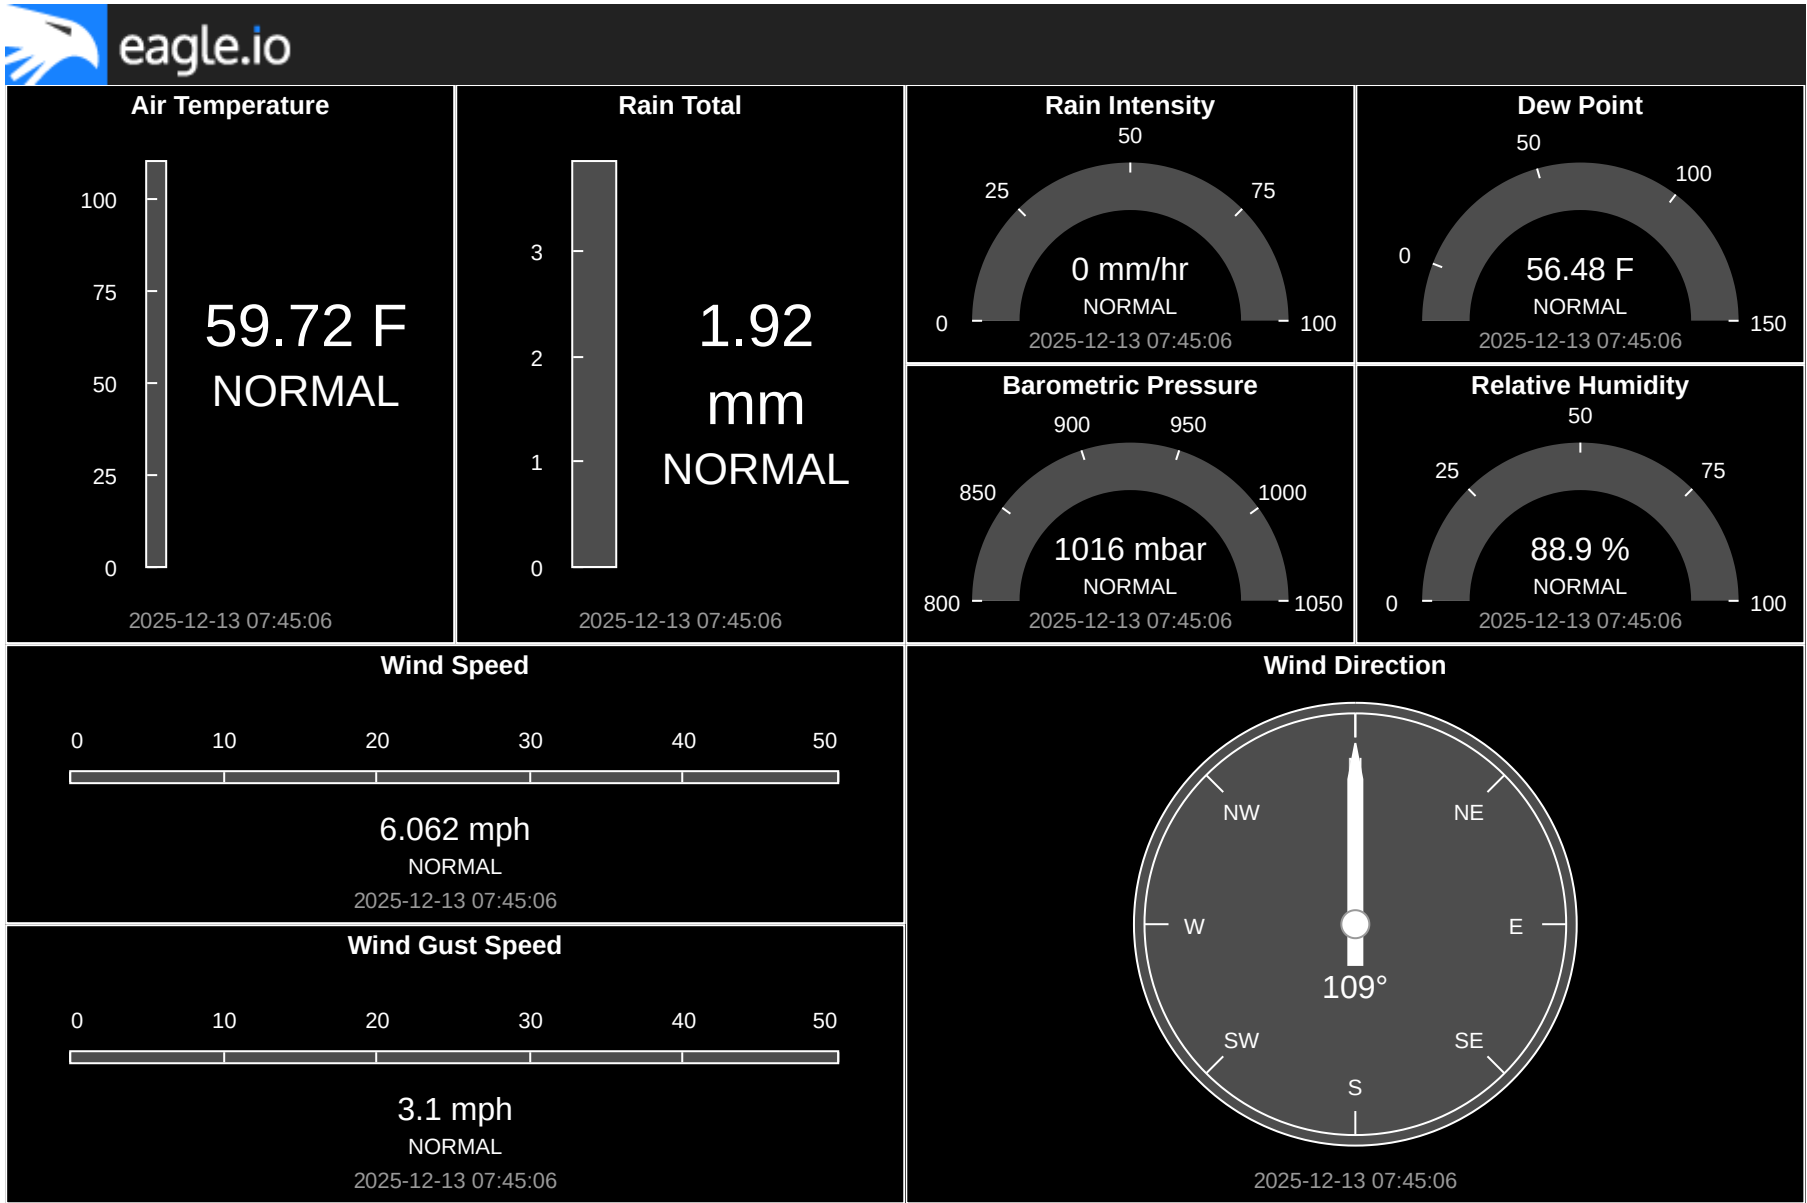 eagle.io
Air Temperature
100
75
50
25
0
59.72 F
NORMAL
2025-12-13 07:45:06
Rain Total
3
2
1
0
1.92
mm
NORMAL
2025-12-13 07:45:06
Rain Intensity
0
25
50
75
100
0 mm/hr
NORMAL
2025-12-13 07:45:06
Dew Point
0
50
100
150
56.48 F
NORMAL
2025-12-13 07:45:06
Barometric Pressure
800
850
900
950
1000
1050
1016 mbar
NORMAL
2025-12-13 07:45:06
Relative Humidity
0
25
50
75
100
88.9 %
NORMAL
2025-12-13 07:45:06
Wind Speed
0 10 20 30 40 50
6.062 mph
NORMAL
2025-12-13 07:45:06
Wind Gust Speed
0 10 20 30 40 50
3.1 mph
NORMAL
2025-12-13 07:45:06
Wind Direction
NW NE
W E
109°
SW SE
S
2025-12-13 07:45:06